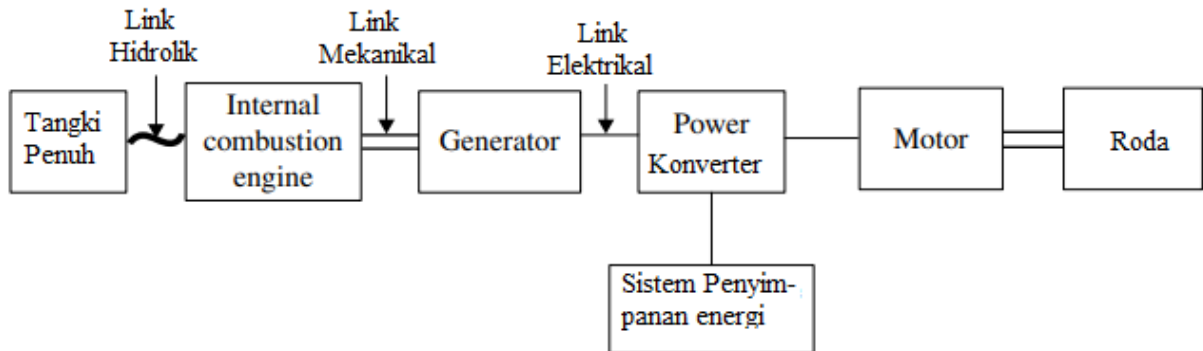 Link
Hidrolik
Link
Mekanikal
Link
Elektrikal
Tangki
Penuh
Internal
combustion
engine
Generator
Power
Konverter
Motor
Roda
Sistem Penyim-
panan energi